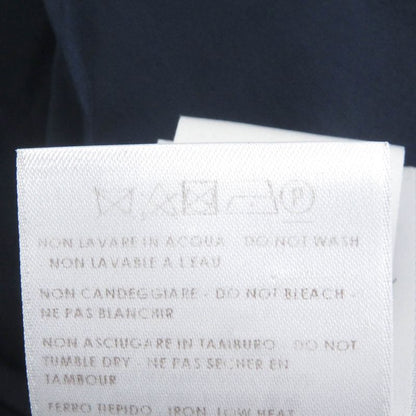 NON LAVARE IN ACQUA DO NOT WASH
NON LAVABLE A L'EAU
NON CANDEGGIARE - DO NOT BLEACH -
NE PAS BLANCHIR
NON ASCIUGARE IN TAMBURO DO NOT
TUMBLE DRY - NE PAS SECHER EN
TAMBOUR
FERRO TIEPIDO - IRON LOW HEAT